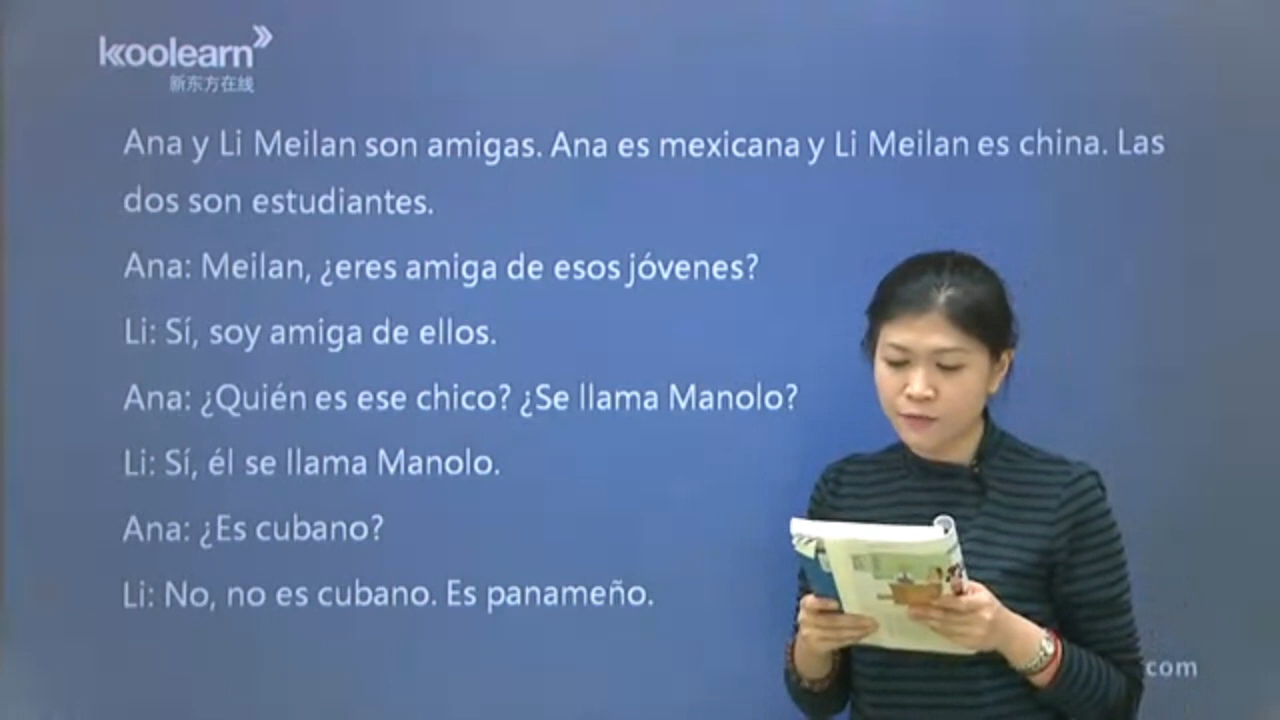 koolearn
新东方在线
Ana y Li Meilan son amigas. Ana es mexicana y Li Meilan es china. Las
dos son estudiantes.
Ana: Meilan, ¿eres amiga de esos jóvenes?
Li: Sí, soy amiga de ellos.
Ana: ¿Quién es ese chico? ¿Se llama Manolo?
Li: Sí, él se llama Manolo.
Ana: ¿Es cubano?
Li: No, no es cubano. Es panameño.
com